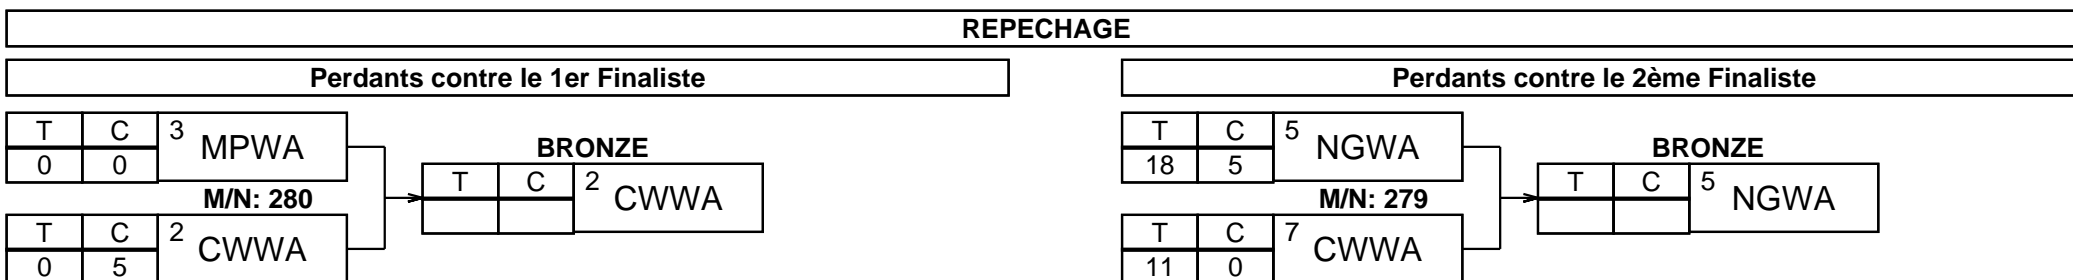 REPECHAGE
Perdants contre le 1er Finaliste
Perdants contre le 2ème Finaliste
T C 3 MPWA
0 0
BRONZE
T C 2 CWWA
M/N: 280
T C 2 CWWA
0 5
T C 5 NGWA
18 5
BRONZE
T C 5 NGWA
M/N: 279
T C 7 CWWA
11 0